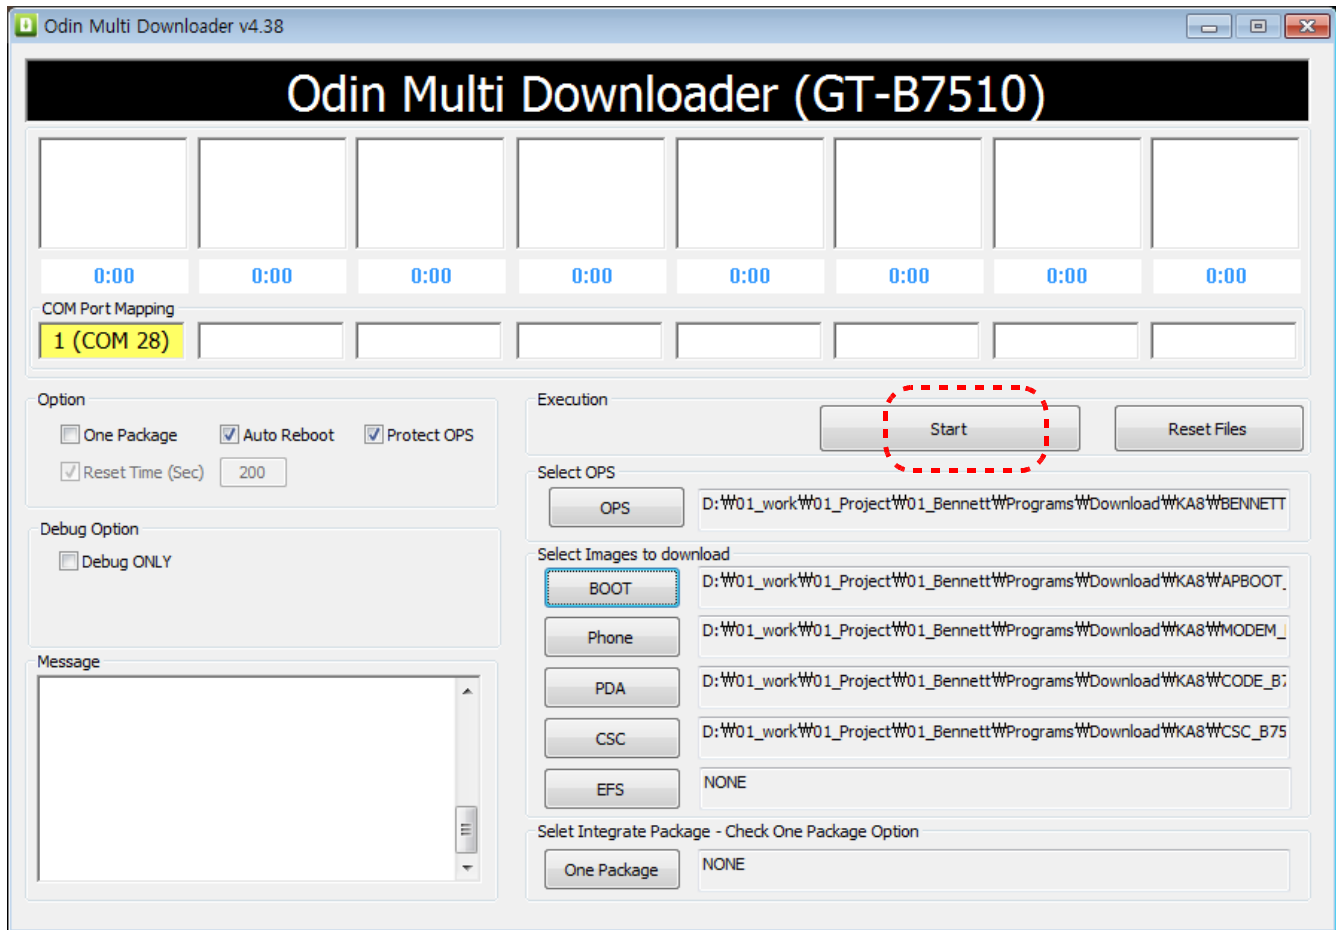 Odin Multi Downloader v4.38
Odin Multi Downloader (GT-B7510)
0:00 0:00 0:00 0:00 0:00 0:00 0:00 0:00
COM Port Mapping
1 (COM 28)
Option
One Package Auto Reboot Protect OPS
Reset Time (Sec) 200
Debug Option
Debug ONLY
Message
Execution
Start Reset Files
Select OPS
OPS D:₩01_work₩01_Project₩01_Bennett₩Programs₩Download₩KA8₩BENNETT
Select Images to download
BOOT D:₩01_work₩01_Project₩01_Bennett₩Programs₩Download₩KA8₩APBOOT_
Phone D:₩01_work₩01_Project₩01_Bennett₩Programs₩Download₩KA8₩MODEM_
PDA D:₩01_work₩01_Project₩01_Bennett₩Programs₩Download₩KA8₩CODE_B7
CSC D:₩01_work₩01_Project₩01_Bennett₩Programs₩Download₩KA8₩CSC_B75
EFS NONE
Selet Integrate Package - Check One Package Option
One Package NONE